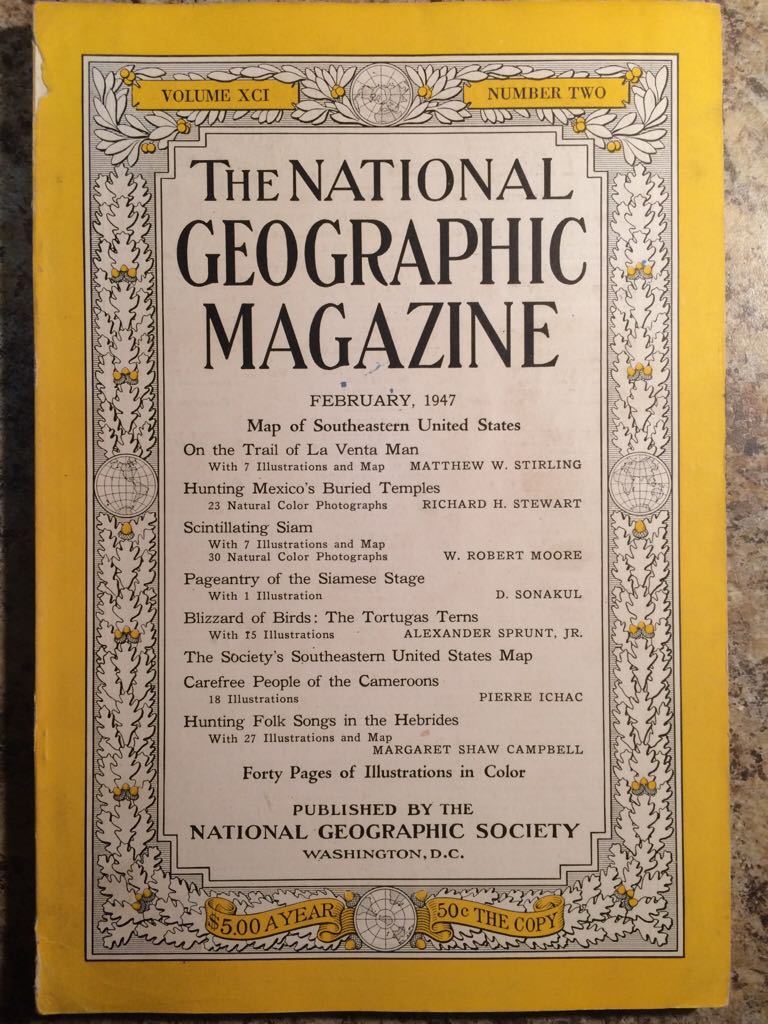 VOLUME XCI NUMBER TWO
THE NATIONAL
GEOGRAPHIC
MAGAZINE
FEBRUARY, 1947
Map of Southeastern United States
On the Trail of La Venta Man
With 7 Illustrations and Map MATTHEW W. STIRLING
Hunting Mexico's Buried Temples
23 Natural Color Photographs RICHARD H. STEWART
Scintillating Siam
With 7 Illustrations and Map
30 Natural Color Photographs W. ROBERT MOORE
Pageantry of the Siamese Stage
With 1 Illustration D. SONAKUL
Blizzard of Birds: The Tortugas Terns
With 15 Illustrations ALEXANDER SPRUNT, JR.
The Society's Southeastern United States Map
Carefree People of the Cameroons
18 Illustrations PIERRE ICHAC
Hunting Folk Songs in the Hebrides
With 27 Illustrations and Map
MARGARET SHAW CAMPBELL
Forty Pages of Illustrations in Color
PUBLISHED BY THE
NATIONAL GEOGRAPHIC SOCIETY
WASHINGTON, D.C.
$5.00 A YEAR 50c THE COPY